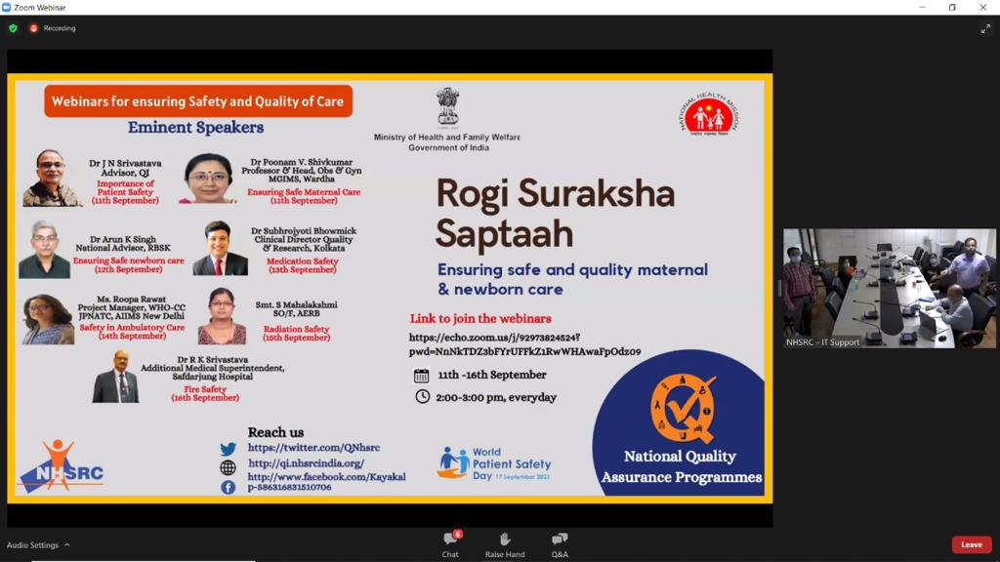 Zoom Webinar
Recording
Webinars for ensuring Safety and Quality of Care
Eminent Speakers
Dr J N Srivastava
Advisor, QI
Importance of
Patient Safety
(11th September)
Dr Poonam V. Shivkumar
Professor & Head, Obs & Gyn
MGIMS, Wardha
Ensuring Safe Maternal Care
(11th September)
Dr Arun K Singh
National Advisor, RBSK
Ensuring Safe newborn care
(12th September)
Dr Subhrojyoti Bhowmick
Clinical Director Quality
& Research, Kolkata
Medication Safety
(13th September)
Ms. Roopa Rawat
Project Manager, WHO-CC
JPNATC, AIIMS New Delhi
Safety in Ambulatory Care
(14th September)
Smt. S Mahalakshmi
SO/F, AERB
Radiation Safety
(15th September)
Dr R K Srivastava
Additional Medical Superintendent,
Safdarjung Hospital
Fire Safety
(16th September)
NHSRC
Reach us
https://twitter.com/QNhsrc
http://qi.nhsrcindia.org/
http://www.facebook.com/Kayakal
p-586316831510706
Ministry of Health and Family Welfare
Government of India
NATIONAL HEALTH MISSION
Rogi Suraksha
Saptaah
Ensuring safe and quality maternal
& newborn care
Link to join the webinars
https://echo.zoom.us/j/92973824524?
pwd=NnNkTDZ3bFYrUFFkZ1RwWHAwaFpOdz09
11th -16th September
2:00-3:00 pm, everyday
World
Patient Safety
Day 17 September 2021
National Quality
Assurance Programmes
NHSRC – IT Support
Audio Settings
6
Chat
Raise Hand
Q&A
Leave